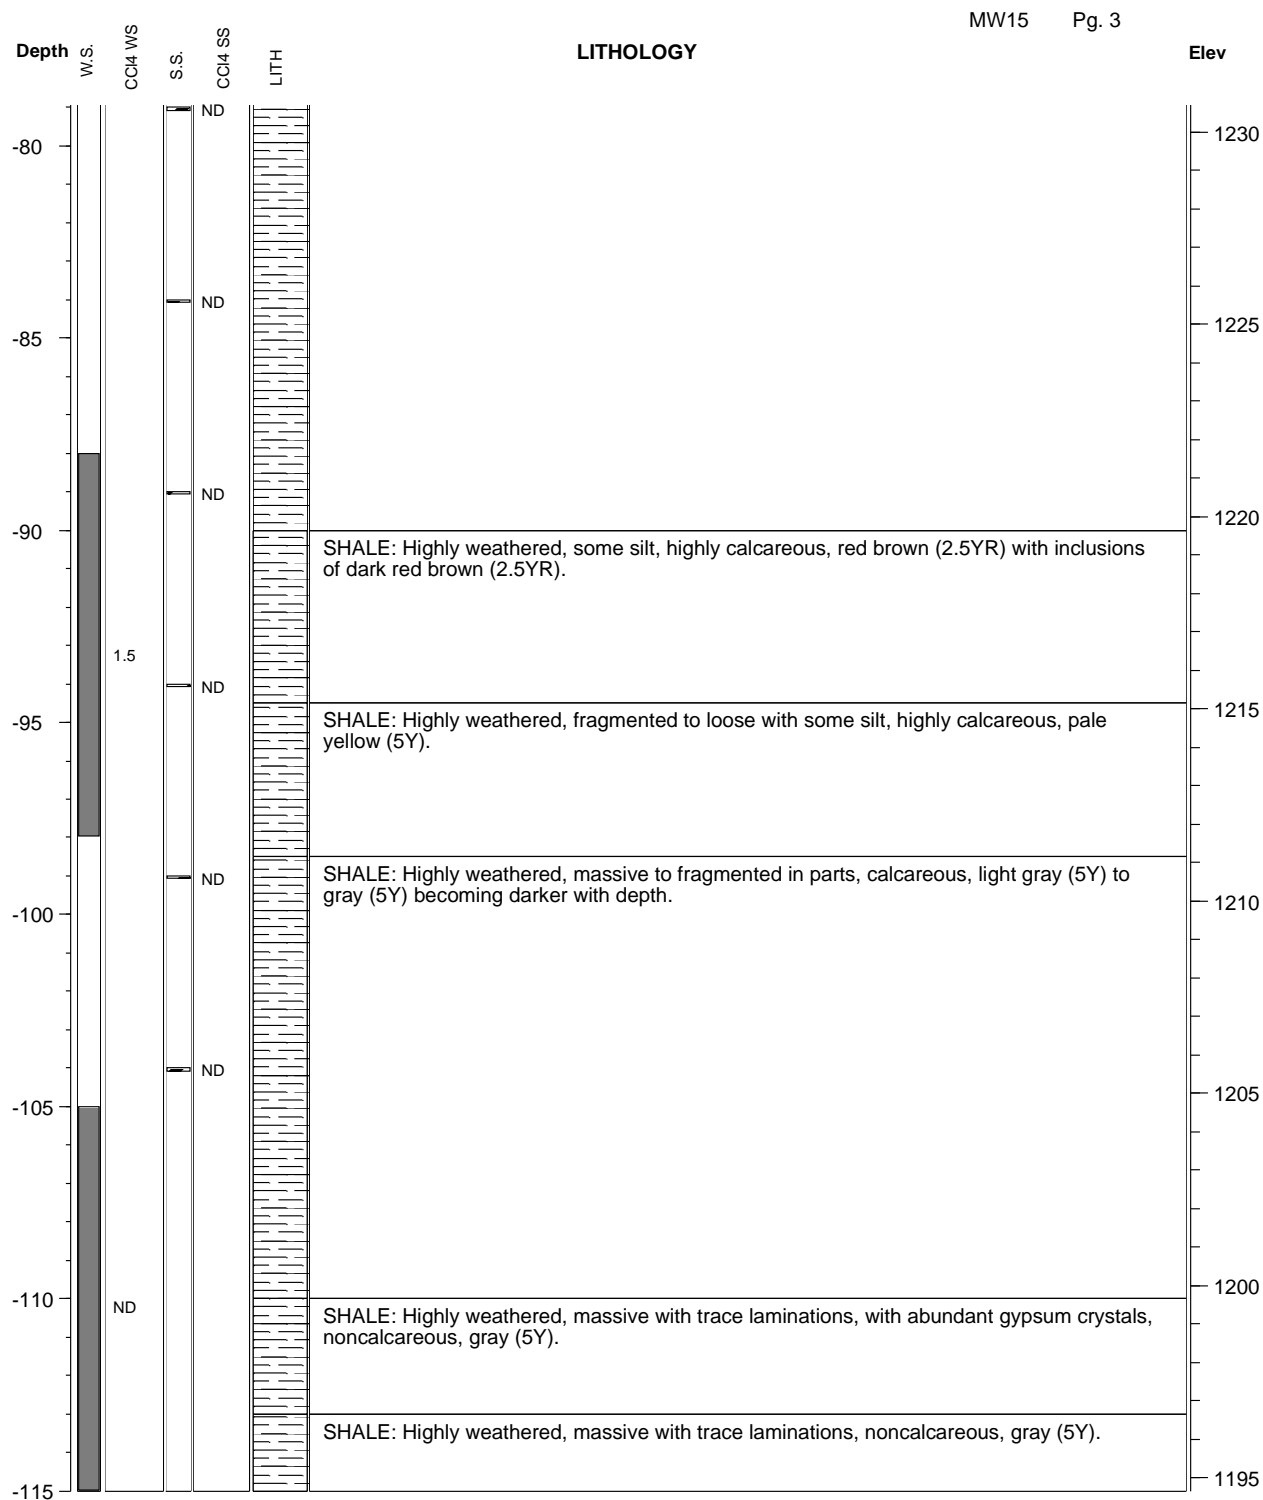 MW15 Pg. 3
Depth W.S. CCl4 WS S.S. CCl4 SS LITH LITHOLOGY Elev
ND
-80 1230
ND
-85 1225
ND
-90 1220
SHALE: Highly weathered, some silt, highly calcareous, red brown (2.5YR) with inclusions
of dark red brown (2.5YR).
1.5
ND
SHALE: Highly weathered, fragmented to loose with some silt, highly calcareous, pale
-95 1215
yellow (5Y).
SHALE: Highly weathered, massive to fragmented in parts, calcareous, light gray (5Y) to
ND
gray (5Y) becoming darker with depth.
-100 1210
ND
-105 1205
-110 1200
ND
SHALE: Highly weathered, massive with trace laminations, with abundant gypsum crystals,
noncalcareous, gray (5Y).
SHALE: Highly weathered, massive with trace laminations, noncalcareous, gray (5Y).
-115 1195